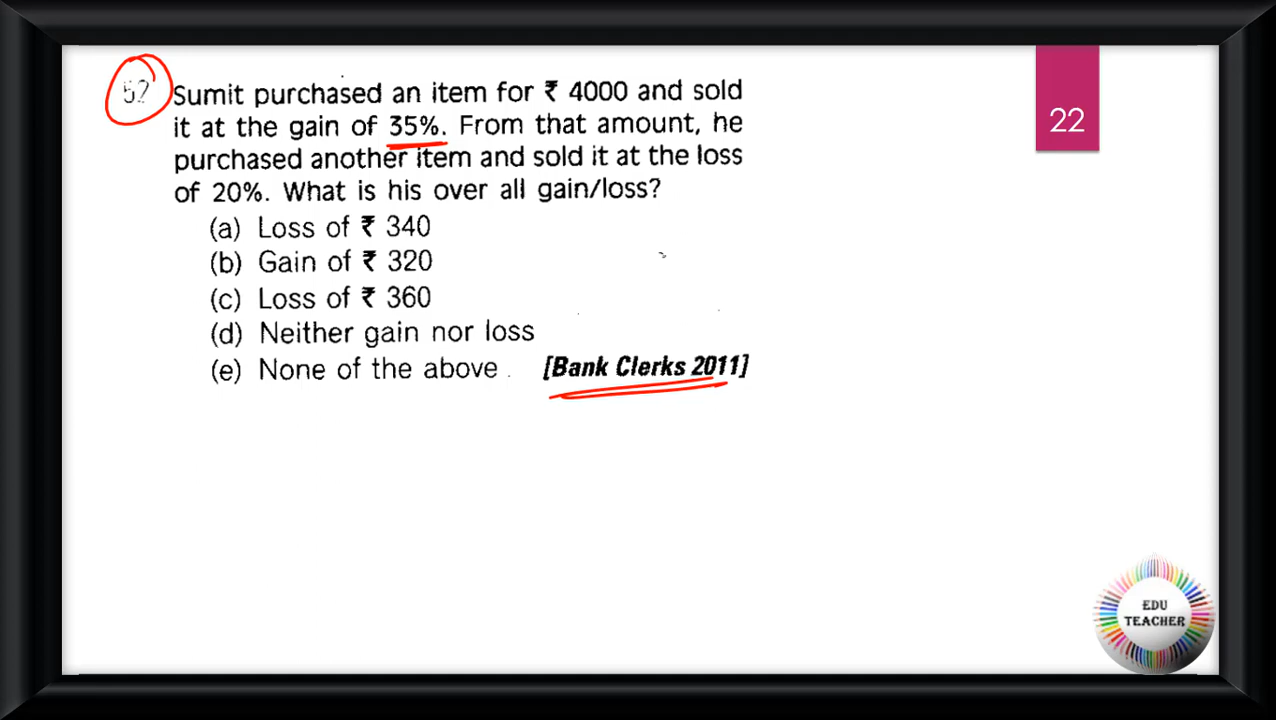 52
Sumit purchased an item for ₹ 4000 and sold
it at the gain of 35%. From that amount, he
purchased another item and sold it at the loss
of 20%. What is his over all gain/loss?
(a) Loss of ₹ 340
(b) Gain of ₹ 320
(c) Loss of ₹ 360
(d) Neither gain nor loss
(e) None of the above [Bank Clerks 2011]
22
EDU
TEACHER